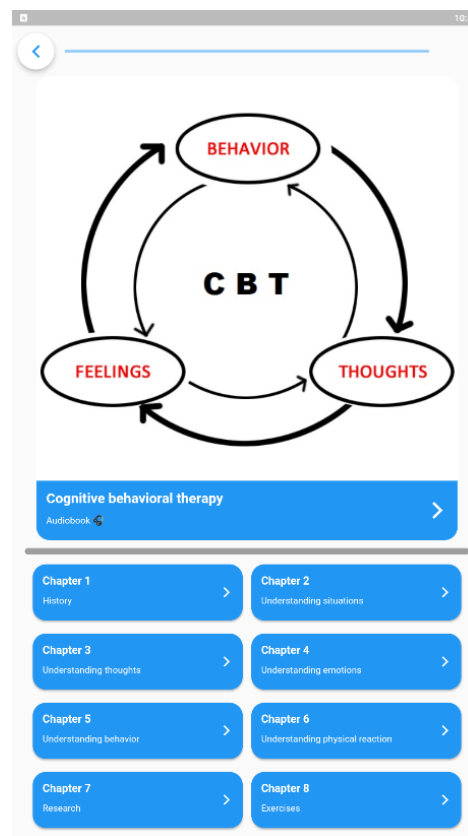 10:
BEHAVIOR
C B T
FEELINGS
THOUGHTS
Cognitive behavioral therapy
Audiobook
Chapter 1
History
Chapter 2
Understanding situations
Chapter 3
Understanding thoughts
Chapter 4
Understanding emotions
Chapter 5
Understanding behavior
Chapter 6
Understanding physical reaction
Chapter 7
Research
Chapter 8
Exercises